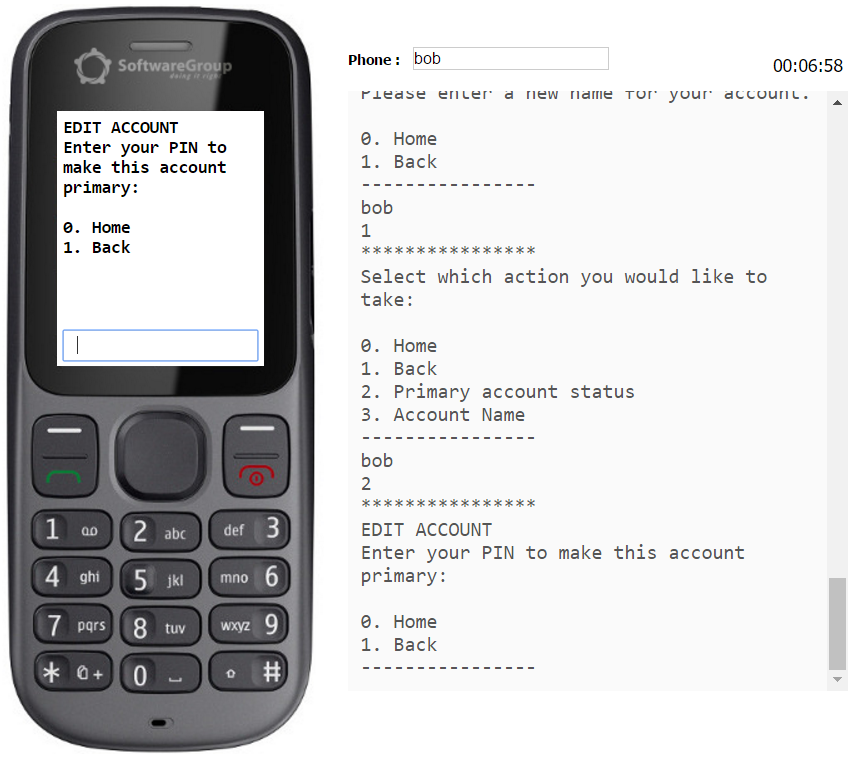 SoftwareGroup
doing it right
EDIT ACCOUNT
Enter your PIN to
make this account
primary:
0. Home
1. Back
1
2 abc
def 3
4 ghi
5 jkl
mno 6
7 pqrs
8 tuv
wxyz 9
* +
0
#
Phone : bob
00:06:58
Please enter a new name for your account.
0. Home
1. Back
----------------
bob
1
****************
Select which action you would like to
take:
0. Home
1. Back
2. Primary account status
3. Account Name
----------------
bob
2
****************
EDIT ACCOUNT
Enter your PIN to make this account
primary:
0. Home
1. Back
----------------